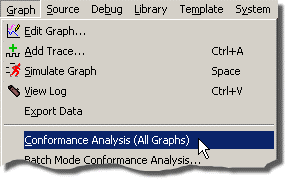 Graph Source Debug Library Template System
Edit Graph...
Add Trace... Ctrl+A
Simulate Graph Space
View Log Ctrl+V
Export Data
Conformance Analysis (All Graphs)
Batch Mode Conformance Analysis...